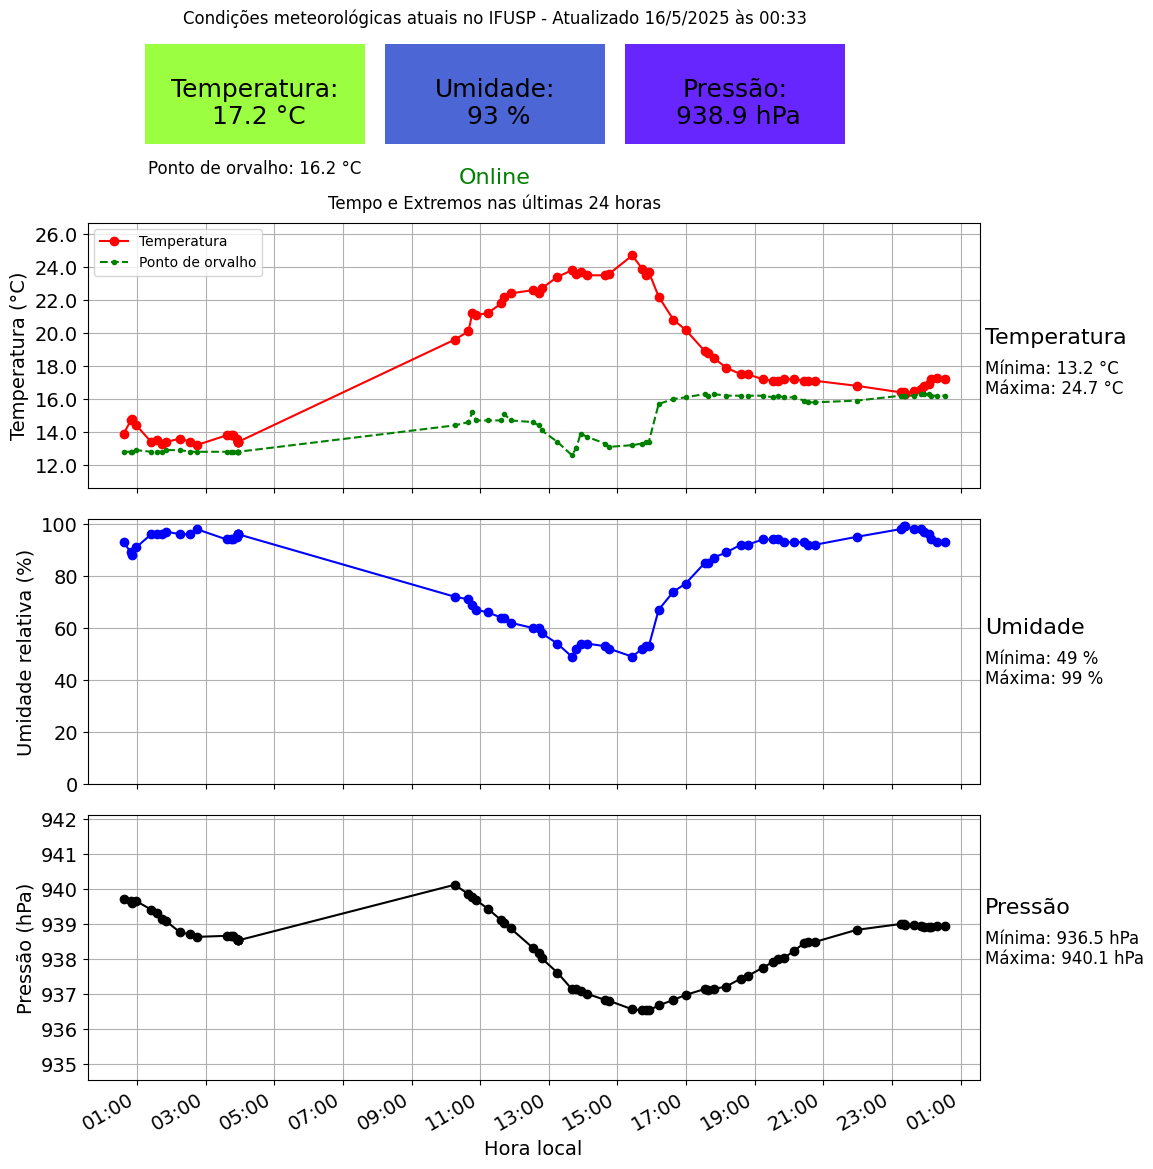 Condições meteorológicas atuais no IFUSP - Atualizado 16/5/2025 às 00:33
Temperatura:
17.2 °C
Umidade:
93 %
Pressão:
938.9 hPa
Ponto de orvalho: 16.2 °C
Online
Tempo e Extremos nas últimas 24 horas
Temperatura (°C)
26.0
24.0
22.0
20.0
18.0
16.0
14.0
12.0
Temperatura
Ponto de orvalho
Temperatura
Mínima: 13.2 °C
Máxima: 24.7 °C
Umidade relativa (%)
100
80
60
40
20
0
Umidade
Mínima: 49 %
Máxima: 99 %
Pressão (hPa)
942
941
940
939
938
937
936
935
Pressão
Mínima: 936.5 hPa
Máxima: 940.1 hPa
01:00 03:00 05:00 07:00 09:00 11:00 13:00 15:00 17:00 19:00 21:00 23:00 01:00
Hora local